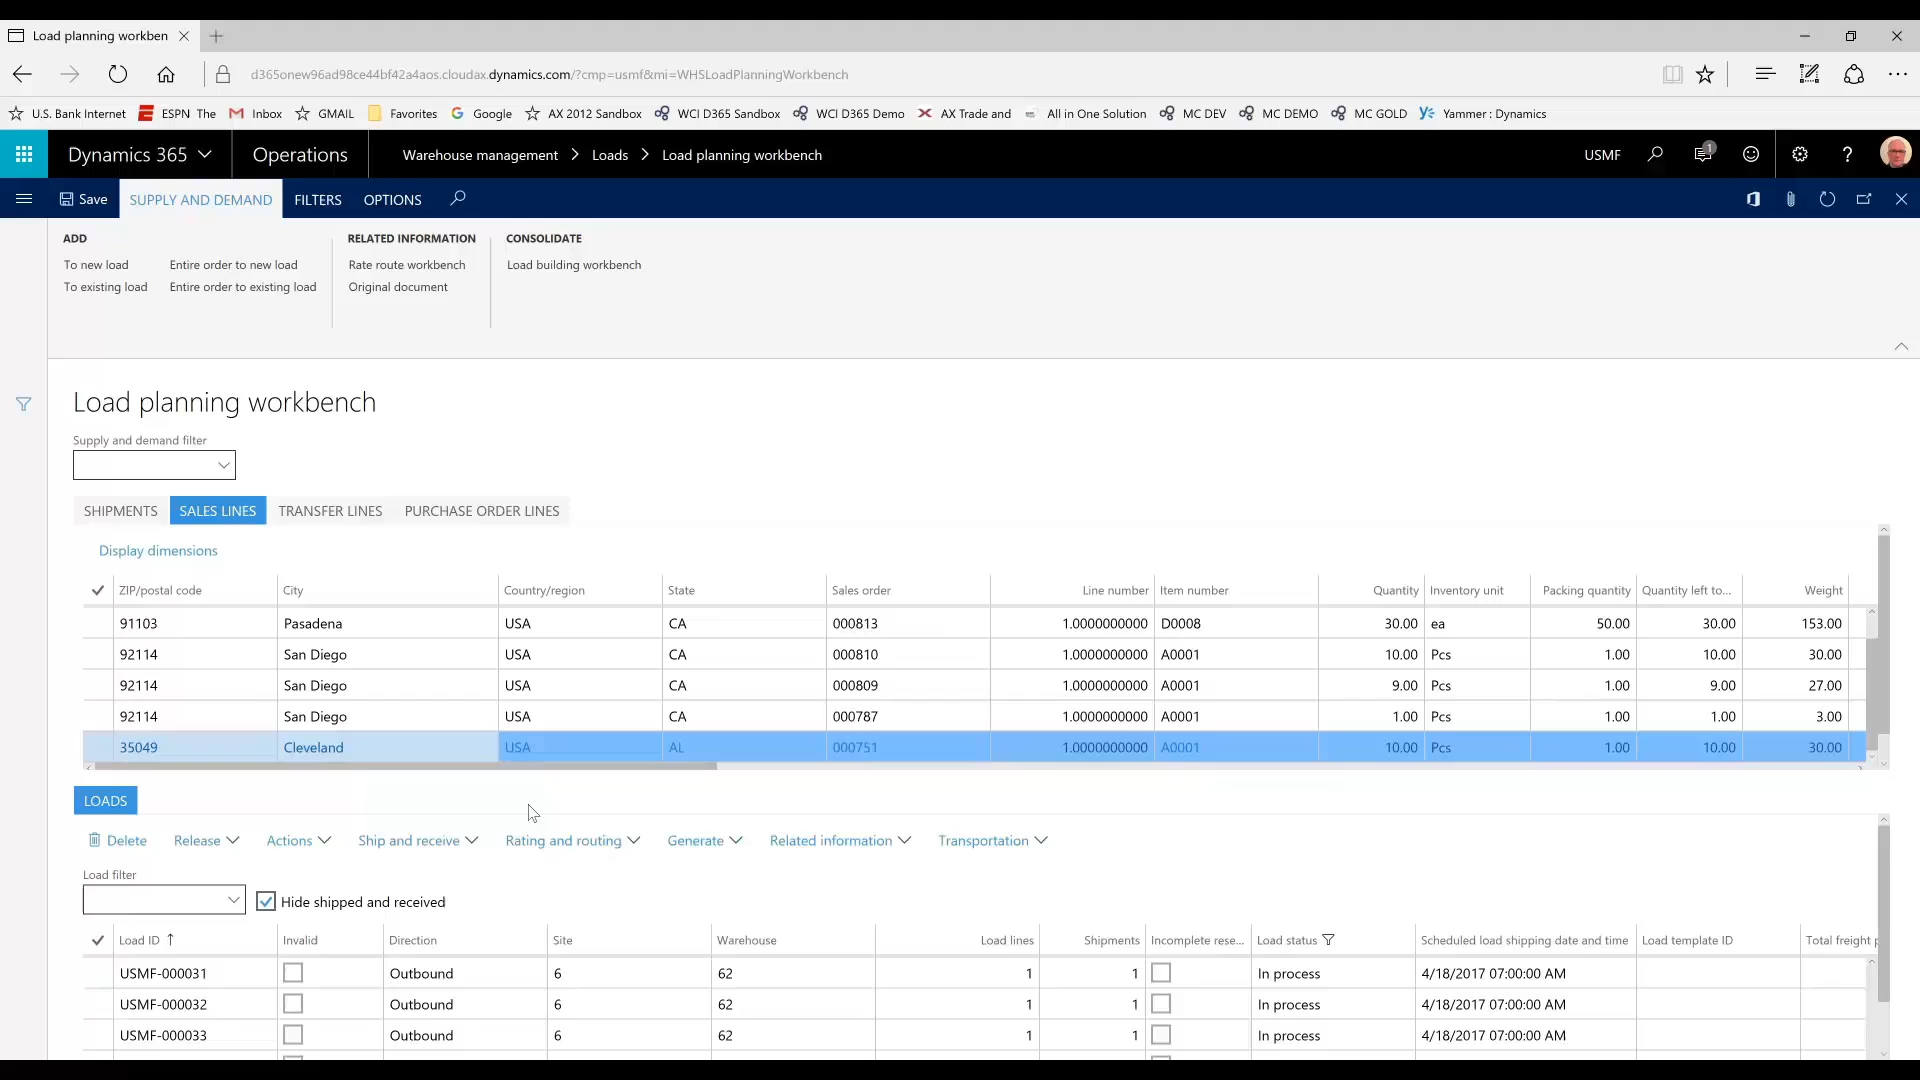 Load planning workben
d365onew96ad98ce44bf42a4aos.cloudax.dynamics.com/?cmp=usmf&mi=WHSLoadPlanningWorkbench
U.S. Bank Internet ESPN The Inbox GMAIL Favorites Google AX 2012 Sandbox WCI D365 Sandbox WCI D365 Demo AX Trade and All in One Solution MC DEV MC DEMO MC GOLD Yammer : Dynamics
Dynamics 365 Operations Warehouse management > Loads > Load planning workbench USMF 1 ?
Save SUPPLY AND DEMAND FILTERS OPTIONS
ADD RELATED INFORMATION CONSOLIDATE
To new load Entire order to new load Rate route workbench Load building workbench
To existing load Entire order to existing load Original document
Load planning workbench
Supply and demand filter
SHIPMENTS SALES LINES TRANSFER LINES PURCHASE ORDER LINES
Display dimensions
ZIP/postal code City Country/region State Sales order Line number Item number Quantity Inventory unit Packing quantity Quantity left to... Weight
91103 Pasadena USA CA 000813 1.0000000000 D0008 30.00 ea 50.00 30.00 153.00
92114 San Diego USA CA 000810 1.0000000000 A0001 10.00 Pcs 1.00 10.00 30.00
92114 San Diego USA CA 000809 1.0000000000 A0001 9.00 Pcs 1.00 9.00 27.00
92114 San Diego USA CA 000787 1.0000000000 A0001 1.00 Pcs 1.00 1.00 3.00
35049 Cleveland USA AL 000751 1.0000000000 A0001 10.00 Pcs 1.00 10.00 30.00
LOADS
Delete Release Actions Ship and receive Rating and routing Generate Related information Transportation
Load filter
Hide shipped and received
Load ID Invalid Direction Site Warehouse Load lines Shipments Incomplete rese... Load status Scheduled load shipping date and time Load template ID Total freight p
USMF-000031 Outbound 6 62 1 1 In process 4/18/2017 07:00:00 AM
USMF-000032 Outbound 6 62 1 1 In process 4/18/2017 07:00:00 AM
USMF-000033 Outbound 6 62 1 1 In process 4/18/2017 07:00:00 AM